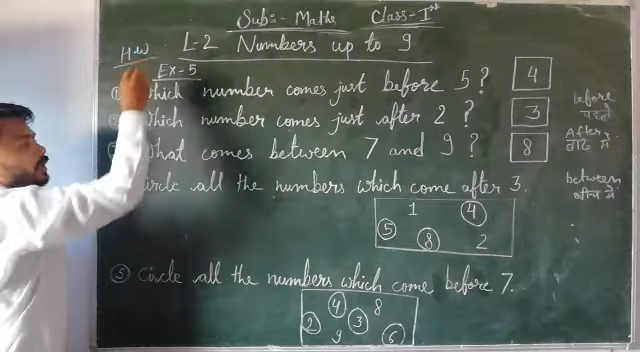 Sub:- Maths Class-Ist
H.W L-2 Numbers up to 9
Ex-5
① Which number comes just before 5? 4
Which number comes just after 2? 3
What comes between 7 and 9? 8
before
पहले
After
बाद में
between
बीच में
Circle all the numbers which come after 3.
1 4
5 8 2
⑤ Circle all the numbers which come before 7.
4 8
2 3
9 6